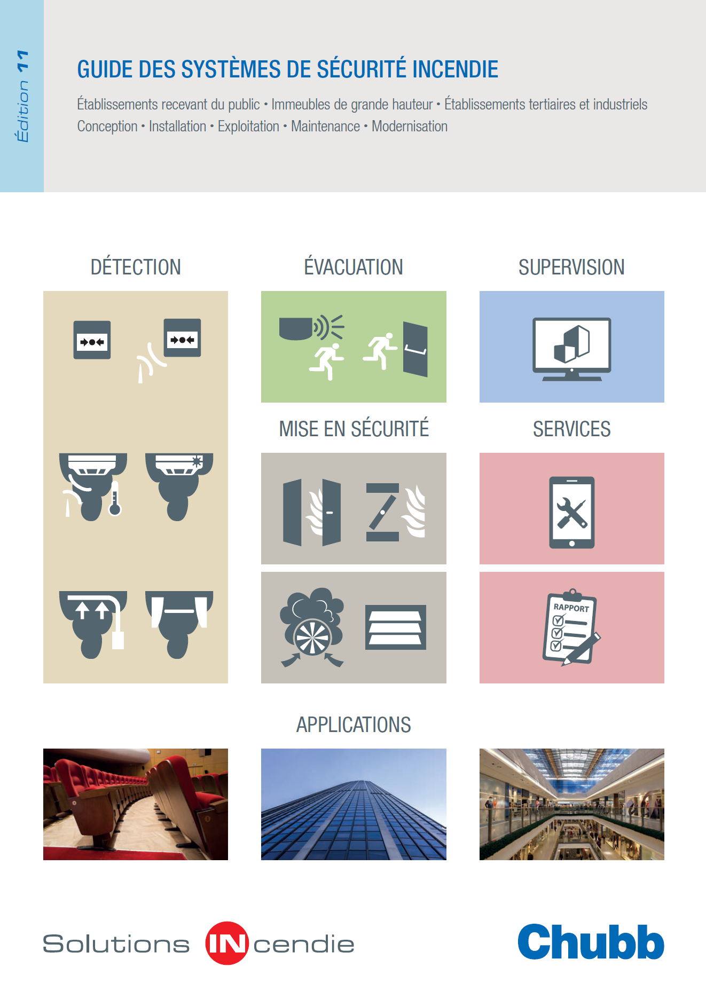 Édition 11
GUIDE DES SYSTÈMES DE SÉCURITÉ INCENDIE
Établissements recevant du public • Immeubles de grande hauteur • Établissements tertiaires et industriels
Conception • Installation • Exploitation • Maintenance • Modernisation
DÉTECTION
ÉVACUATION
SUPERVISION
MISE EN SÉCURITÉ
SERVICES
RAPPORT
APPLICATIONS
Solutions INcendie
Chubb